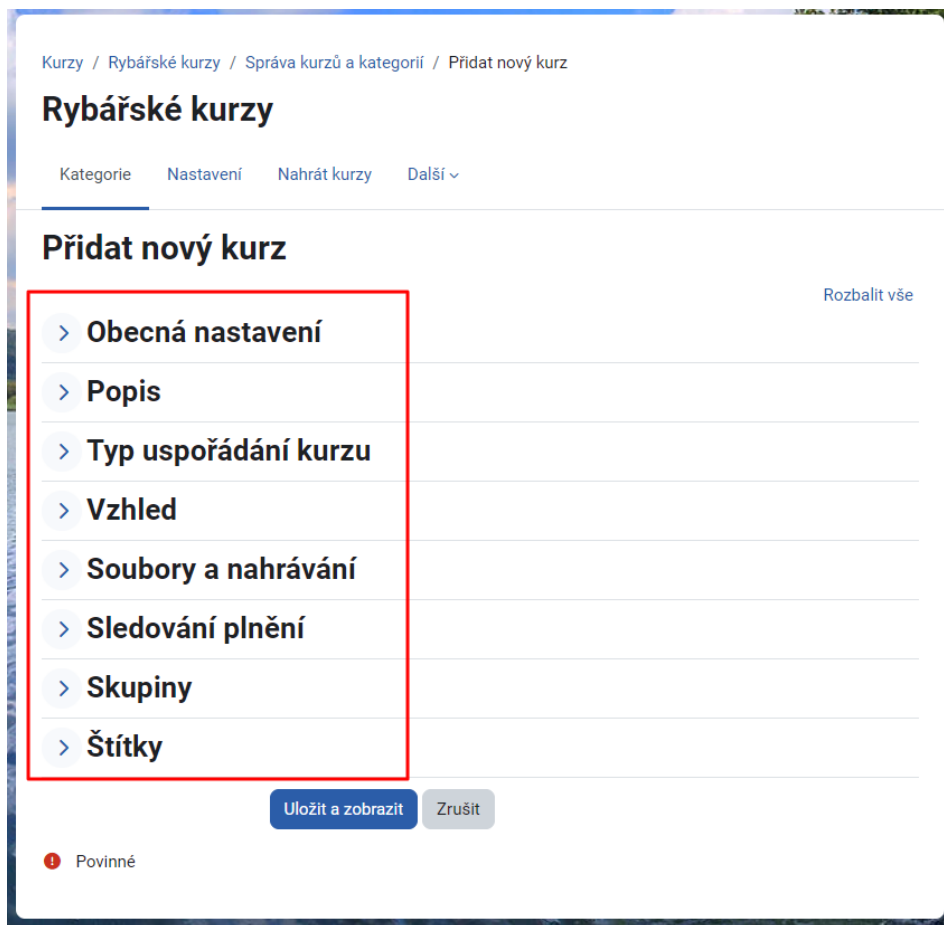 Kurzy / Rybářské kurzy / Správa kurzů a kategorií / Přidat nový kurz
Rybářské kurzy
Kategorie Nastavení Nahrát kurzy Další
Přidat nový kurz
Rozbalit vše
Obecná nastavení
Popis
Typ uspořádání kurzu
Vzhled
Soubory a nahrávání
Sledování plnění
Skupiny
Štítky
Uložit a zobrazit Zrušit
Povinné